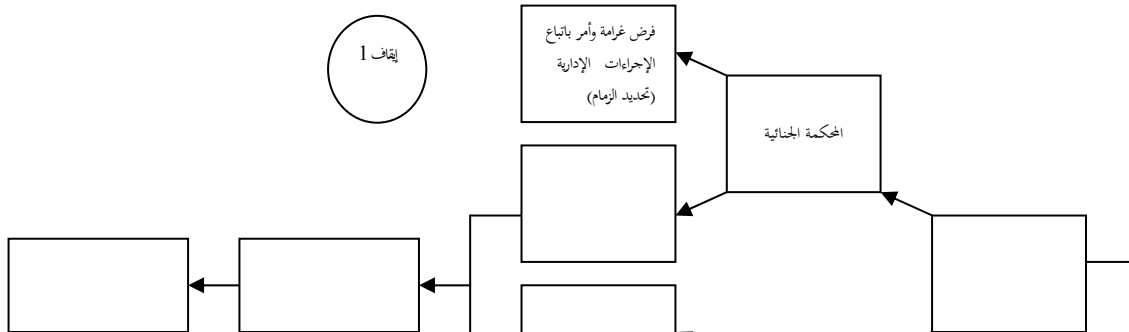 إيقاف 1
فرض غرامة وأمر باتباع
الإجراءات الإدارية
(تحديد الزمام)
المحكمة الجنائية